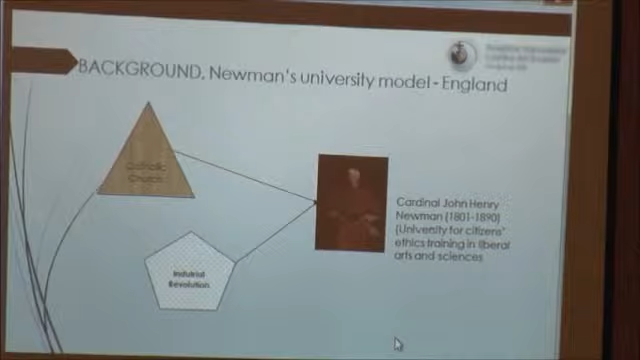 BACKGROUND. Newman's university model - England
Catholic
Church
Industrial
Revolution
Cardinal John Henry
Newman (1801-1890)
(University for citizens"
ethics training in liberal
arts and sciences